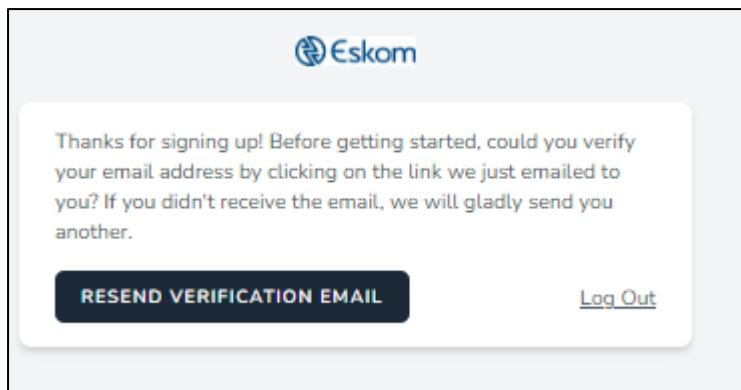 Eskom
Thanks for signing up! Before getting started, could you verify
your email address by clicking on the link we just emailed to
you? If you didn't receive the email, we will gladly send you
another.
RESEND VERIFICATION EMAIL
Log Out